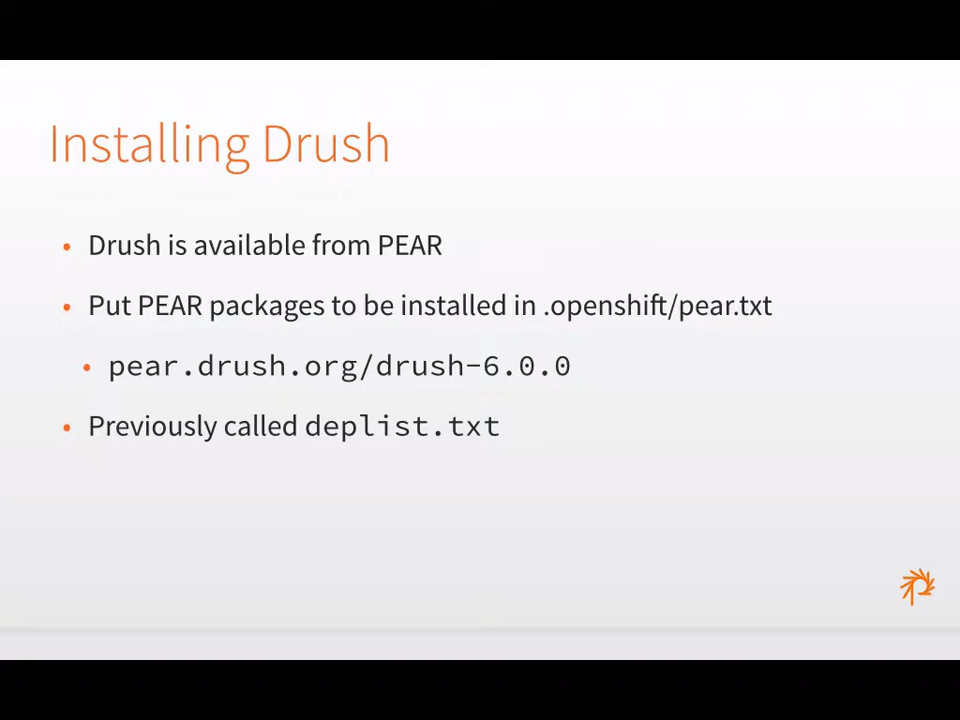 Installing Drush
• Drush is available from PEAR
• Put PEAR packages to be installed in .openshift/pear.txt
• pear.drush.org/drush-6.0.0
• Previously called deplist.txt